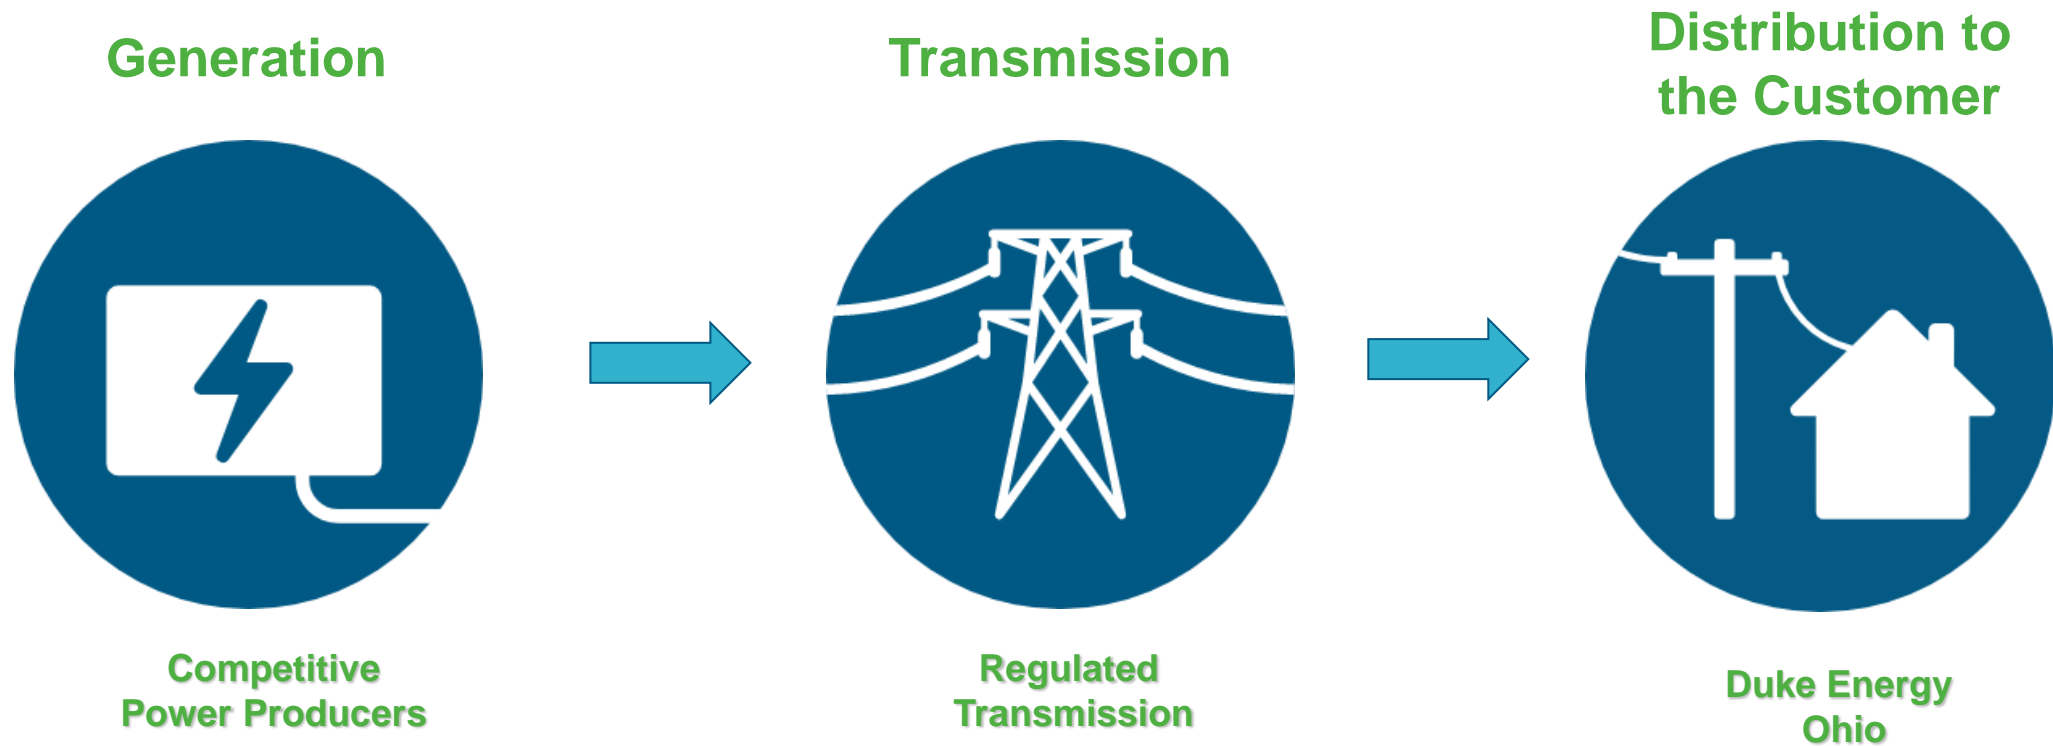 Generation
Transmission
Distribution to
the Customer
Competitive
Power Producers
Regulated
Transmission
Duke Energy
Ohio